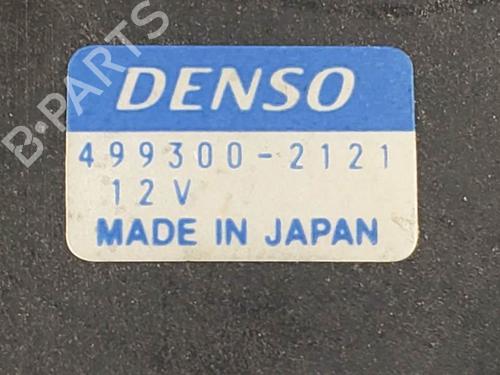 DENSO
499300-2121
12V
MADE IN JAPAN
B-PARTS